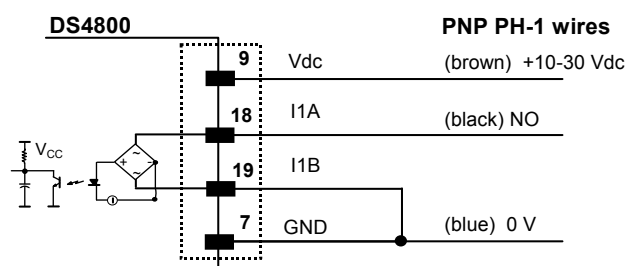 DS4800 PNP PH-1 wires
9 Vdc (brown) +10-30 Vdc
18 I1A (black) NO
VCC
+ ~ - ~
19 I1B
7 GND (blue) 0 V